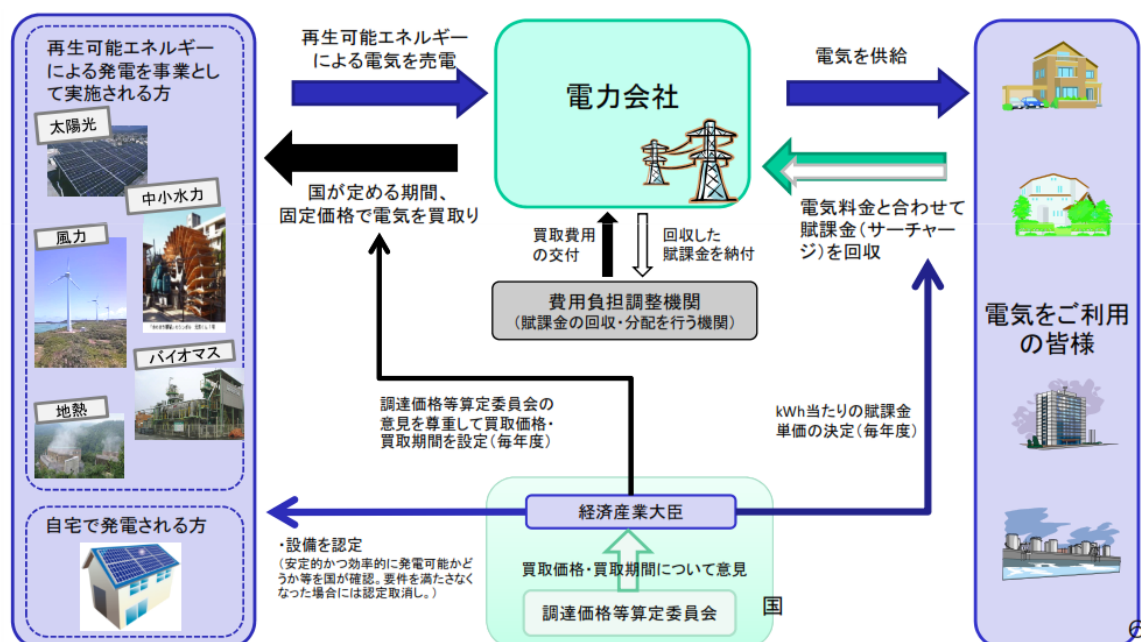 再生可能エネルギー
による発電を事業とし
て実施される方
太陽光
中小水力
風力
バイオマス
地熱
自宅で発電される方
再生可能エネルギー
による電気を売電
国が定める期間、
固定価格で電気を買取り
電力会社
買取費用
の交付
回収した
賦課金を納付
費用負担調整機関
(賦課金の回収・分配を行う機関)
電気を供給
電気料金と合わせて
賦課金(サーチャー
ジ)を回収
電気をご利用
の皆様
調達価格等算定委員会の
意見を尊重して買取価格・
買取期間を設定(毎年度)
kWh当たりの賦課金
単価の決定(毎年度)
経済産業大臣
・設備を認定
(安定的かつ効率的に発電可能かど
うか等を国が確認。要件を満たさなく
なった場合には認定取消し。)
買取価格・買取期間について意見
調達価格等算定委員会
国
6